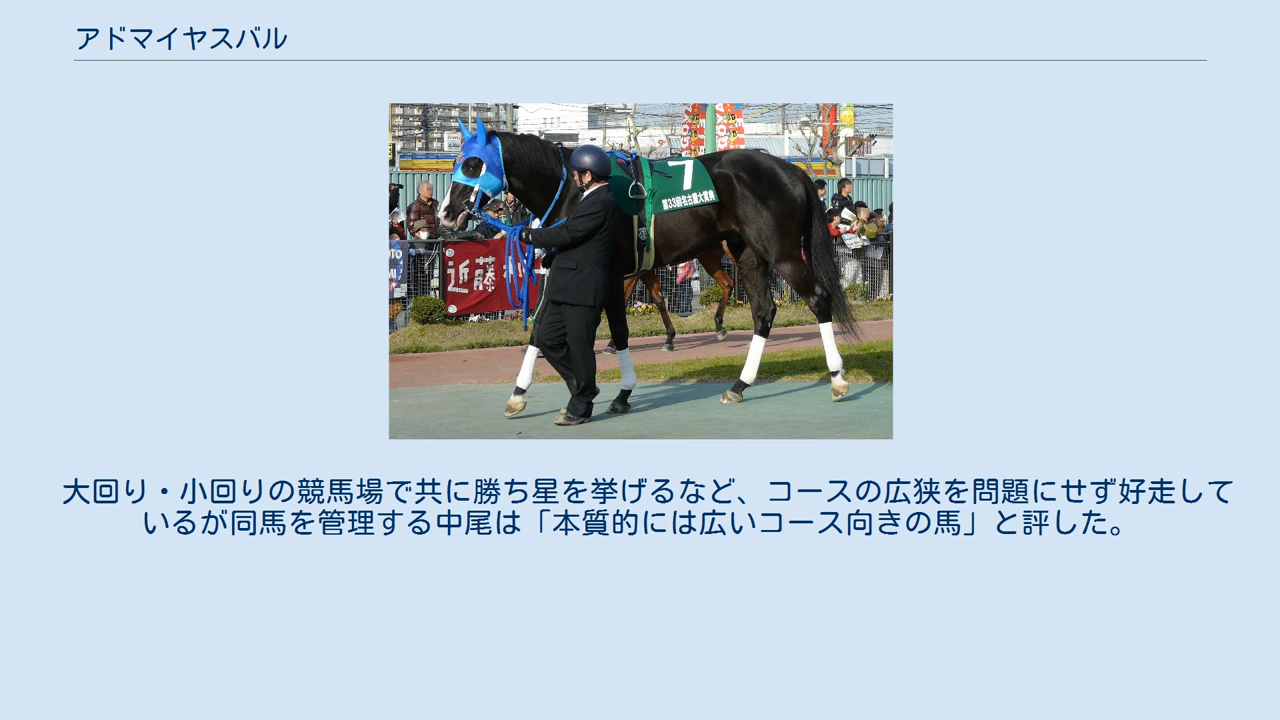 アドマイヤスバル
7
第33回名古屋大賞典
近藤
大回り・小回りの競馬場で共に勝ち星を挙げるなど、コースの広狭を問題にせず好走して
いるが同馬を管理する中尾は「本質的には広いコース向きの馬」と評した。